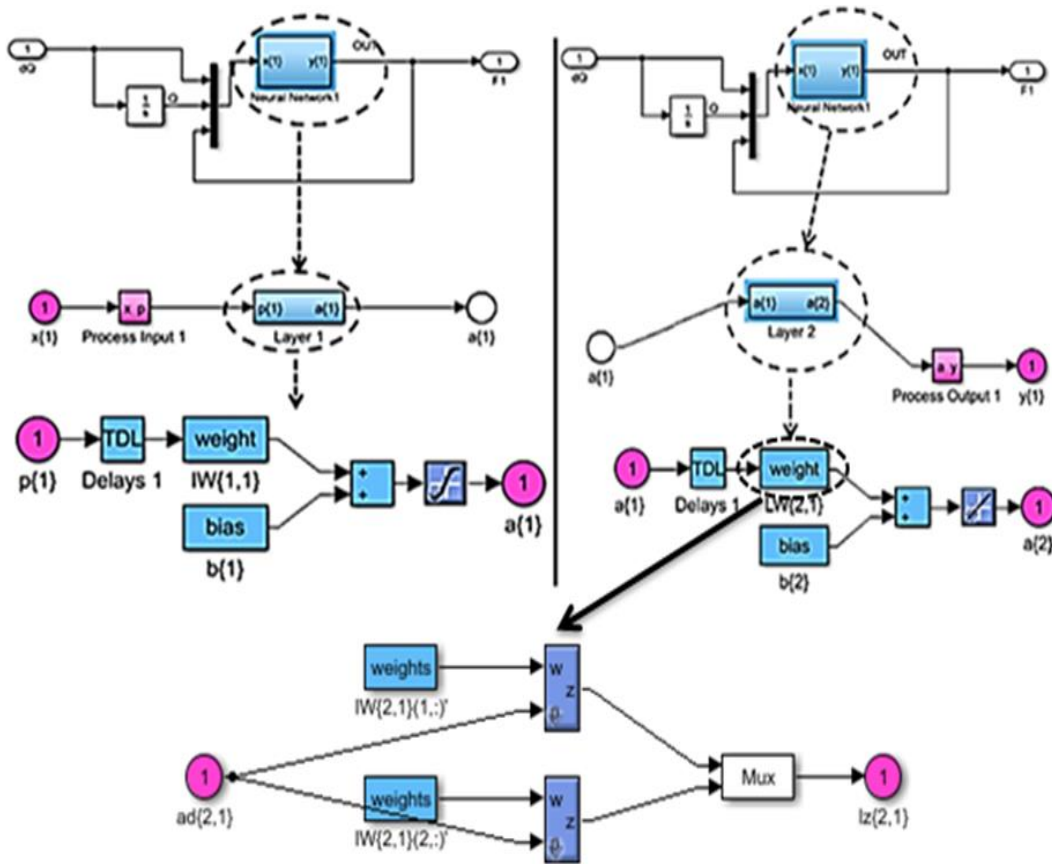 OUT
1
x{1} y{1}
1
dQ
1
s
Q
Neural Network1
F1
x p
p{1} a{1}
1
x{1}
Process Input 1
Layer 1
a{1}
1
TDL
weight
+
+
1
p{1}
Delays 1
IW{1,1}
a{1}
bias
b{1}
OUT
1
x{1} y{1}
1
dQ
1
s
Q
Neural Network1
F1
a{1} a{2}
Layer 2
a{1}
a y
1
Process Output 1
y{1}
1
TDL
weight
+
+
1
a{1}
Delays 1
LW{2,1}
a{2}
bias
b{2}
weights
w
z
IW{2,1}(1,:)'
1
Mux
1
ad{2,1}
lz{2,1}
weights
w
z
IW{2,1}(2,:)'